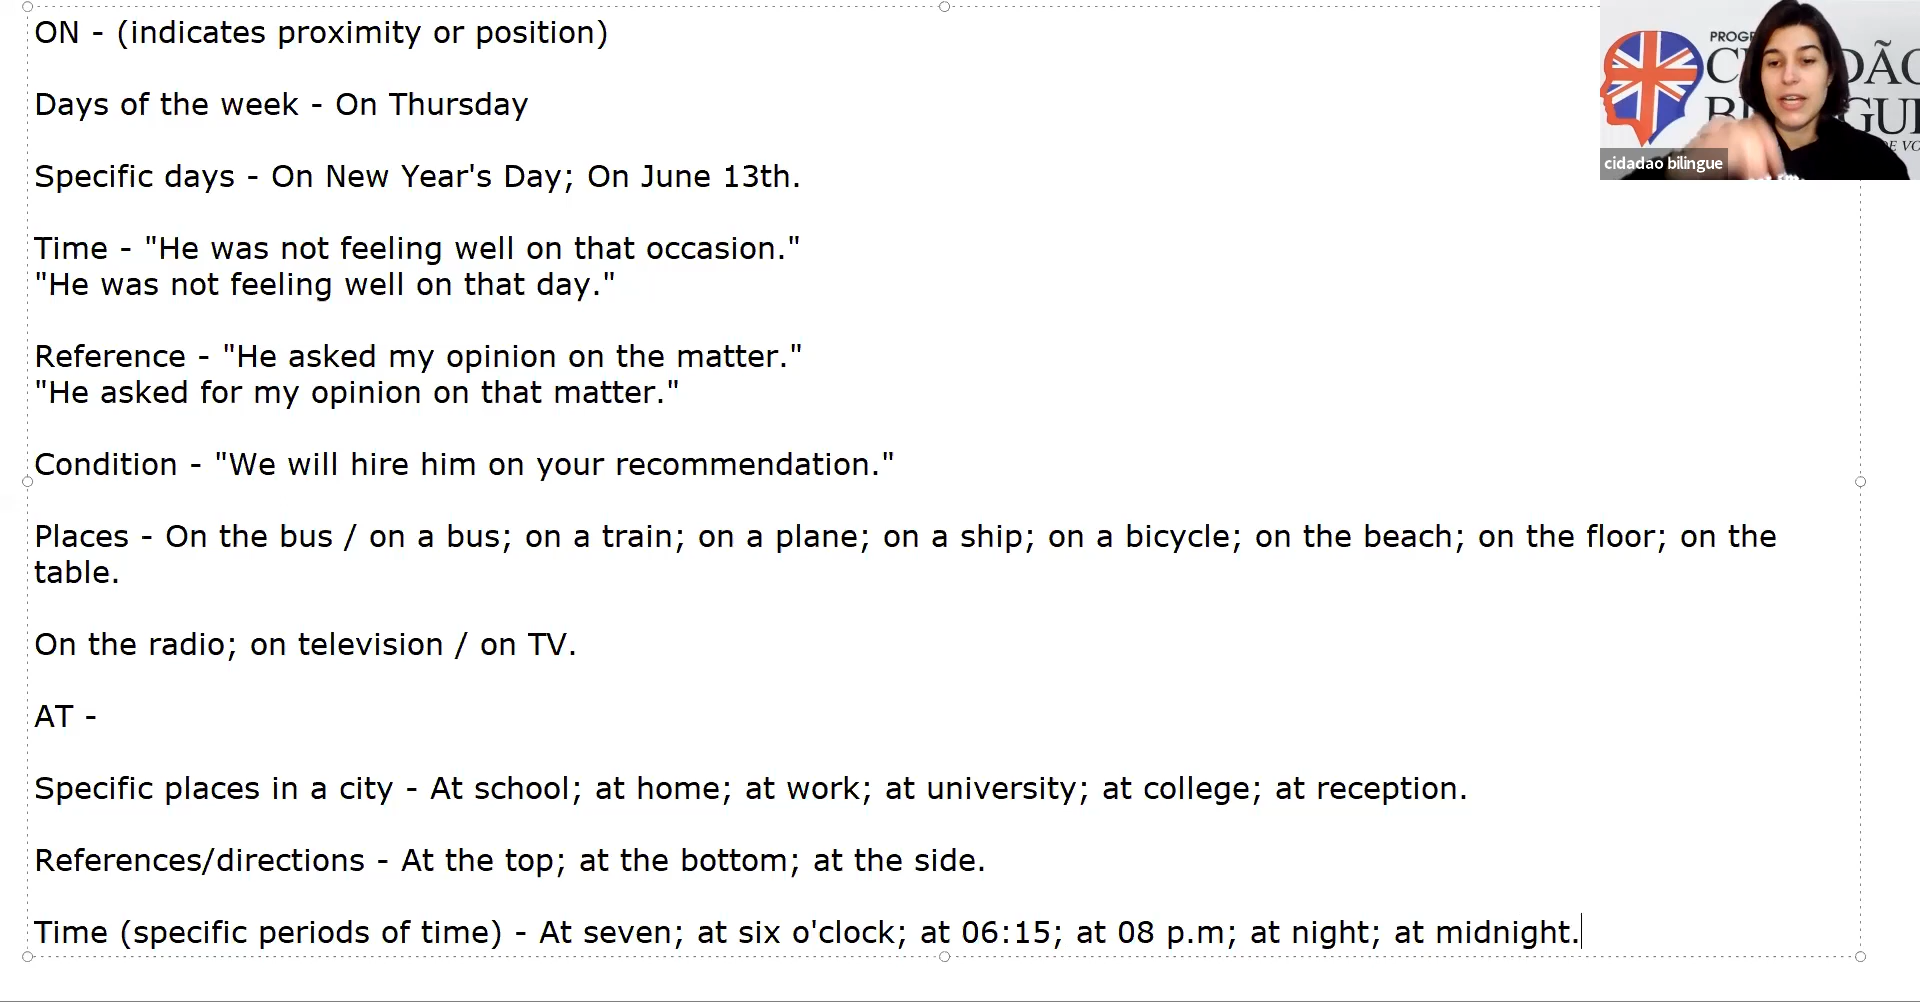 ON - (indicates proximity or position)
Days of the week - On Thursday
Specific days - On New Year's Day; On June 13th.
Time - "He was not feeling well on that occasion."
"He was not feeling well on that day."
Reference - "He asked my opinion on the matter."
"He asked for my opinion on that matter."
Condition - "We will hire him on your recommendation."
Places - On the bus / on a bus; on a train; on a plane; on a ship; on a bicycle; on the beach; on the floor; on the
table.
On the radio; on television / on TV.
AT -
Specific places in a city - At school; at home; at work; at university; at college; at reception.
References/directions - At the top; at the bottom; at the side.
Time (specific periods of time) - At seven; at six o'clock; at 06:15; at 08 p.m; at night; at midnight.
cidadao bilingue